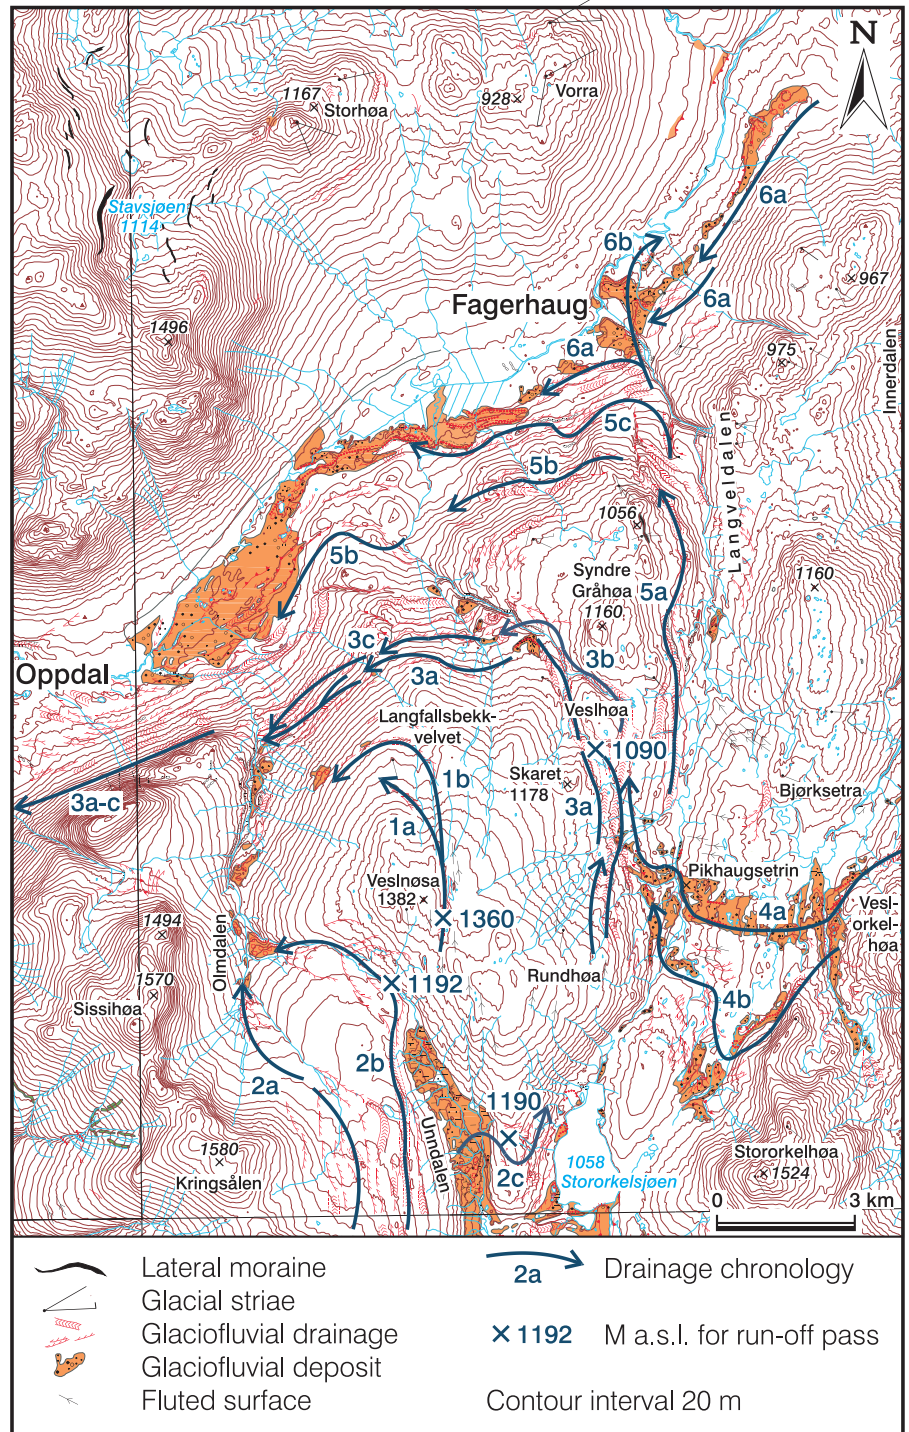 N
1167
Storhøa
928
Vorra
Stavsjøen
1114
6a
6b
967
Fagerhaug
6a
1496
6a
975
Innerdalen
5c
5b
Langveldalen
1056
5b
Syndre
Gråhøa
1160
1160
5a
3c
3b
Oppdal
3a
Langfallsbekk-
velvet
Veslhøa
1090
Skaret
1178
1b
3a-c
Bjørksetra
3a
1a
Pikhaugsetrin
Veslnøsa
1382
1360
4a
Vesl-
orkel-
høa
1494
Olmdalen
1192
Rundhøa
1570
Sissihøa
4b
2b
2a
1190
Unndalen
1580
Kringsålen
2c
1058
Stororkelsjøen
Stororkelhøa
1524
0 3 km
Lateral moraine
Glacial striae
Glaciofluvial drainage
Glaciofluvial deposit
Fluted surface
2a Drainage chronology
1192 M a.s.l. for run-off pass
Contour interval 20 m